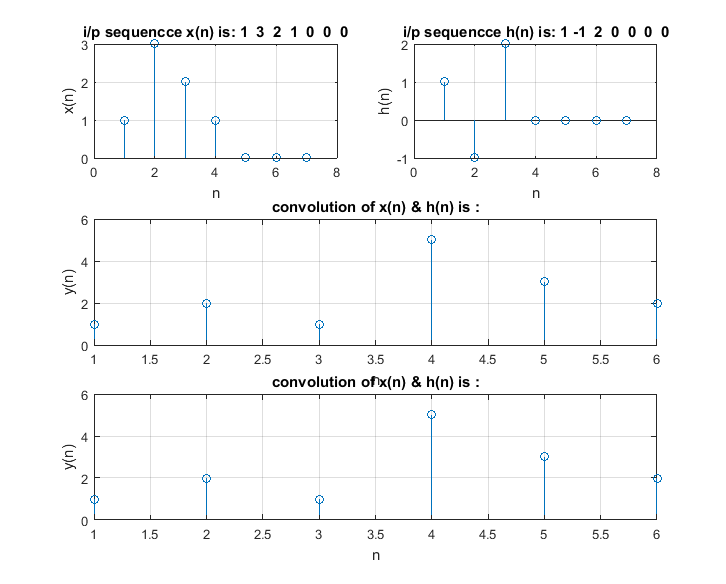 i/p sequencce x(n) is: 1 3 2 1 0 0 0
3
2
1
0
x(n)
0 2 4 6 8
n
i/p sequencce h(n) is: 1 -1 2 0 0 0 0
2
1
0
-1
h(n)
0 2 4 6 8
n
convolution of x(n) & h(n) is :
6
4
2
0
y(n)
1 1.5 2 2.5 3 3.5 4 4.5 5 5.5 6
n
convolution of x(n) & h(n) is :
6
4
2
0
y(n)
1 1.5 2 2.5 3 3.5 4 4.5 5 5.5 6
n